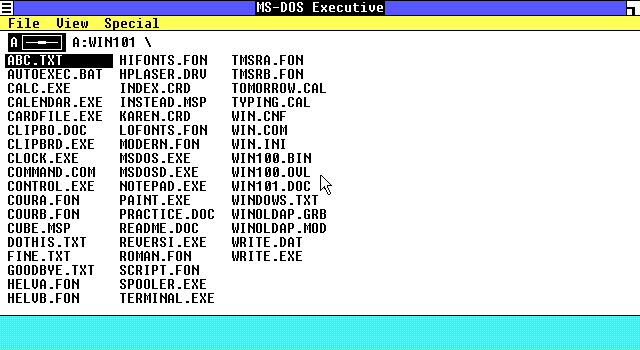 MS-DOS Executive
File View Special
A A:WIN101 \
ABC.TXT HIFONTS.FON TMSRA.FON
AUTOEXEC.BAT HPLASER.DRV TMSRB.FON
CALC.EXE INDEX.CRD TOMORROW.CAL
CALENDAR.EXE INSTEAD.MSP TYPING.CAL
CARDFILE.EXE KAREN.CRD WIN.CNF
CLIPBO.DOC LOFONTS.FON WIN.COM
CLIPBRD.EXE MODERN.FON WIN.INI
CLOCK.EXE MSDOS.EXE WIN100.BIN
COMMAND.COM MSDOSD.EXE WIN100.OVL
CONTROL.EXE NOTEPAD.EXE WIN101.DOC
COURA.FON PAINT.EXE WINDOWS.TXT
COURB.FON PRACTICE.DOC WINOLDAP.GRB
CUBE.MSP README.DOC WINOLDAP.MOD
DOTHIS.TXT REVERSI.EXE WRITE.DAT
FINE.TXT ROMAN.FON WRITE.EXE
GOODBYE.TXT SCRIPT.FON
HELVA.FON SPOOLER.EXE
HELVB.FON TERMINAL.EXE